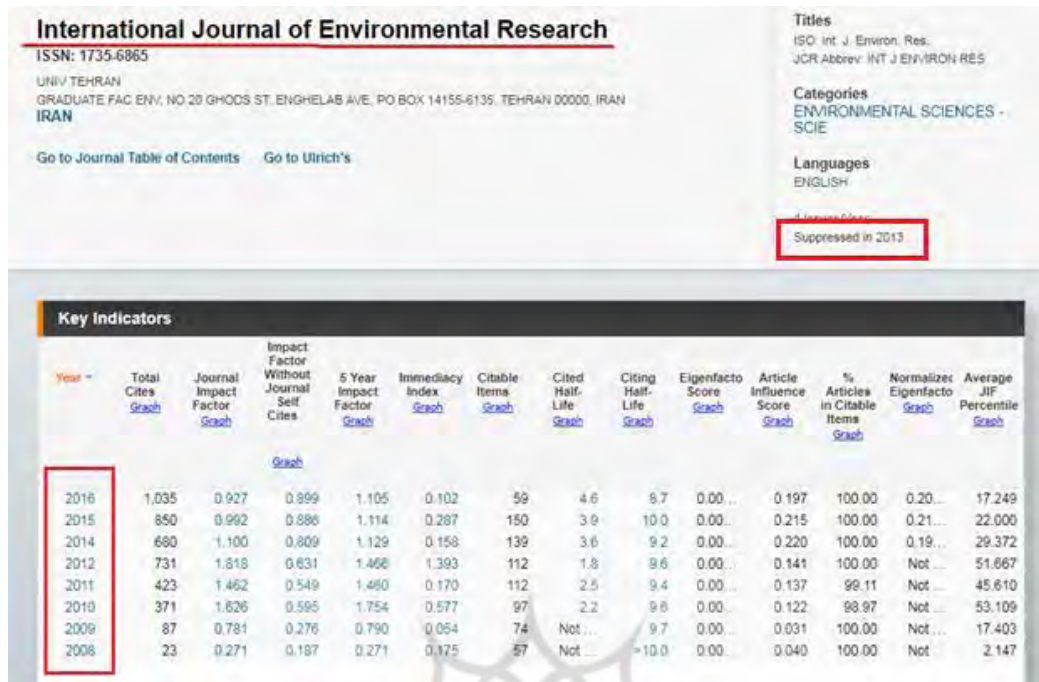 International Journal of Environmental Research
ISSN: 1735-6865
UNIV TEHRAN
GRADUATE FAC ENV, NO 20 GHODS ST, ENGHELAB AVE, PO BOX 14155-6135, TEHRAN 00000, IRAN
IRAN
Go to Journal Table of Contents Go to Ulrich's
Titles
ISO: Int. J. Environ. Res.
JCR Abbrev: INT J ENVIRON RES
Categories
ENVIRONMENTAL SCIENCES -
SCIE
Languages
ENGLISH
Suppressed in 2013
Key Indicators
Year Total Cites Graph Journal Impact Factor Graph Impact Factor Without Journal Self Cites Graph 5 Year Impact Factor Graph Immediacy Index Graph Citable Items Graph Cited Half-Life Graph Citing Half-Life Graph Eigenfacto Score Graph Article Influence Score Graph % Articles in Citable Items Graph Normalized Eigenfacto Graph Average JIF Percentile Graph
2016 1,035 0.927 0.899 1.105 0.102 59 4.6 8.7 0.00... 0.197 100.00 0.20... 17.249
2015 850 0.992 0.886 1.114 0.287 150 3.9 10.0 0.00... 0.215 100.00 0.21... 22.000
2014 680 1.100 0.809 1.129 0.158 139 3.6 9.2 0.00... 0.220 100.00 0.19... 29.372
2012 731 1.818 0.631 1.466 1.393 112 1.8 9.6 0.00... 0.141 100.00 Not ... 51.667
2011 423 1.462 0.549 1.460 0.170 112 2.5 9.4 0.00... 0.137 99.11 Not ... 45.610
2010 371 1.626 0.595 1.754 0.577 97 2.2 9.6 0.00... 0.122 98.97 Not ... 53.109
2009 87 0.781 0.276 0.790 0.054 74 Not ... 9.7 0.00... 0.031 100.00 Not ... 17.403
2008 23 0.271 0.187 0.271 0.175 57 Not ... >10.0 0.00... 0.040 100.00 Not 2.147